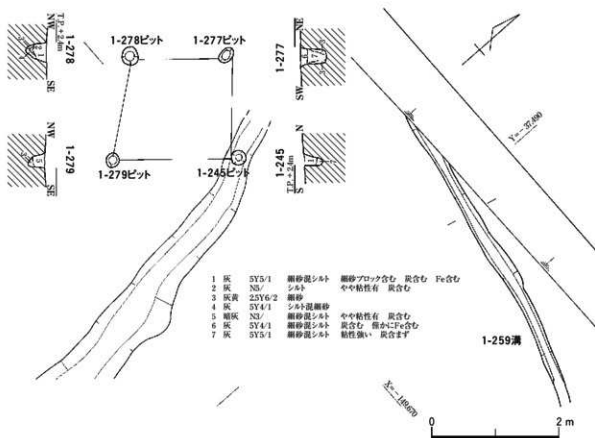 NW
T.P.+2.4m
1-278
SE
1-278ピット
1-277ピット
1-277
NE
SW
NW
1-279
SE
1-279ピット
1-245ピット
N
1-245
T.P.+2.4m
S
Y=-37,490
1 灰 5Y5/1 細砂混シルト 細砂ブロック含む 炭含む Fe含む
2 灰 N5/ シルト やや粘性有 炭含む
3 灰黄 2.5Y6/2 細砂
4 灰 5Y4/1 シルト混細砂
5 暗灰 N3/ 細砂混シルト やや粘性有 炭含む
6 灰 5Y4/1 細砂混シルト 炭含む 僅かにFe含む
7 灰 5Y5/1 細砂混シルト 粘性強い 炭含まず
1-259溝
X=-149,670
0 2 m